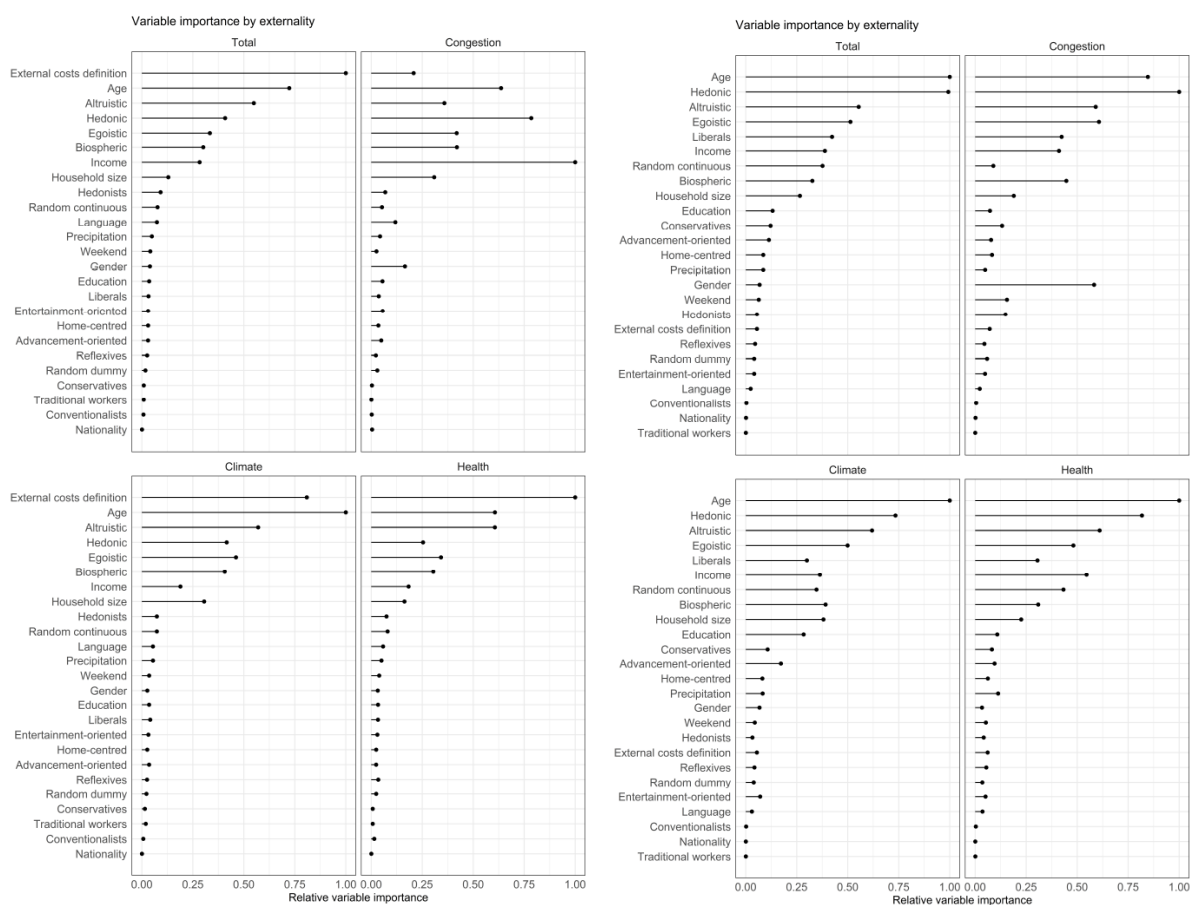 Variable importance by externality
Total
Congestion
External costs definition
Age
Altruistic
Hedonic
Egoistic
Biospheric
Income
Household size
Hedonists
Random continuous
Language
Precipitation
Weekend
Gender
Education
Liberals
Entertainment-oriented
Home-centred
Advancement-oriented
Reflexives
Random dummy
Conservatives
Traditional workers
Conventionalists
Nationality
Climate
Health
External costs definition
Age
Altruistic
Hedonic
Egoistic
Biospheric
Income
Household size
Hedonists
Random continuous
Language
Precipitation
Weekend
Gender
Education
Liberals
Entertainment-oriented
Home-centred
Advancement-oriented
Reflexives
Random dummy
Conservatives
Traditional workers
Conventionalists
Nationality
0.00 0.25 0.50 0.75 1.00 0.00 0.25 0.50 0.75 1.00
Relative variable importance
Variable importance by externality
Total
Congestion
Age
Hedonic
Altruistic
Egoistic
Liberals
Income
Random continuous
Biospheric
Household size
Education
Conservatives
Advancement-oriented
Home-centred
Precipitation
Gender
Weekend
Hedonists
External costs definition
Reflexives
Random dummy
Entertainment-oriented
Language
Conventionalists
Nationality
Traditional workers
Climate
Health
Age
Hedonic
Altruistic
Egoistic
Liberals
Income
Random continuous
Biospheric
Household size
Education
Conservatives
Advancement-oriented
Home-centred
Precipitation
Gender
Weekend
Hedonists
External costs definition
Reflexives
Random dummy
Entertainment-oriented
Language
Conventionalists
Nationality
Traditional workers
0.00 0.25 0.50 0.75 1.00 0.00 0.25 0.50 0.75 1.00
Relative variable importance